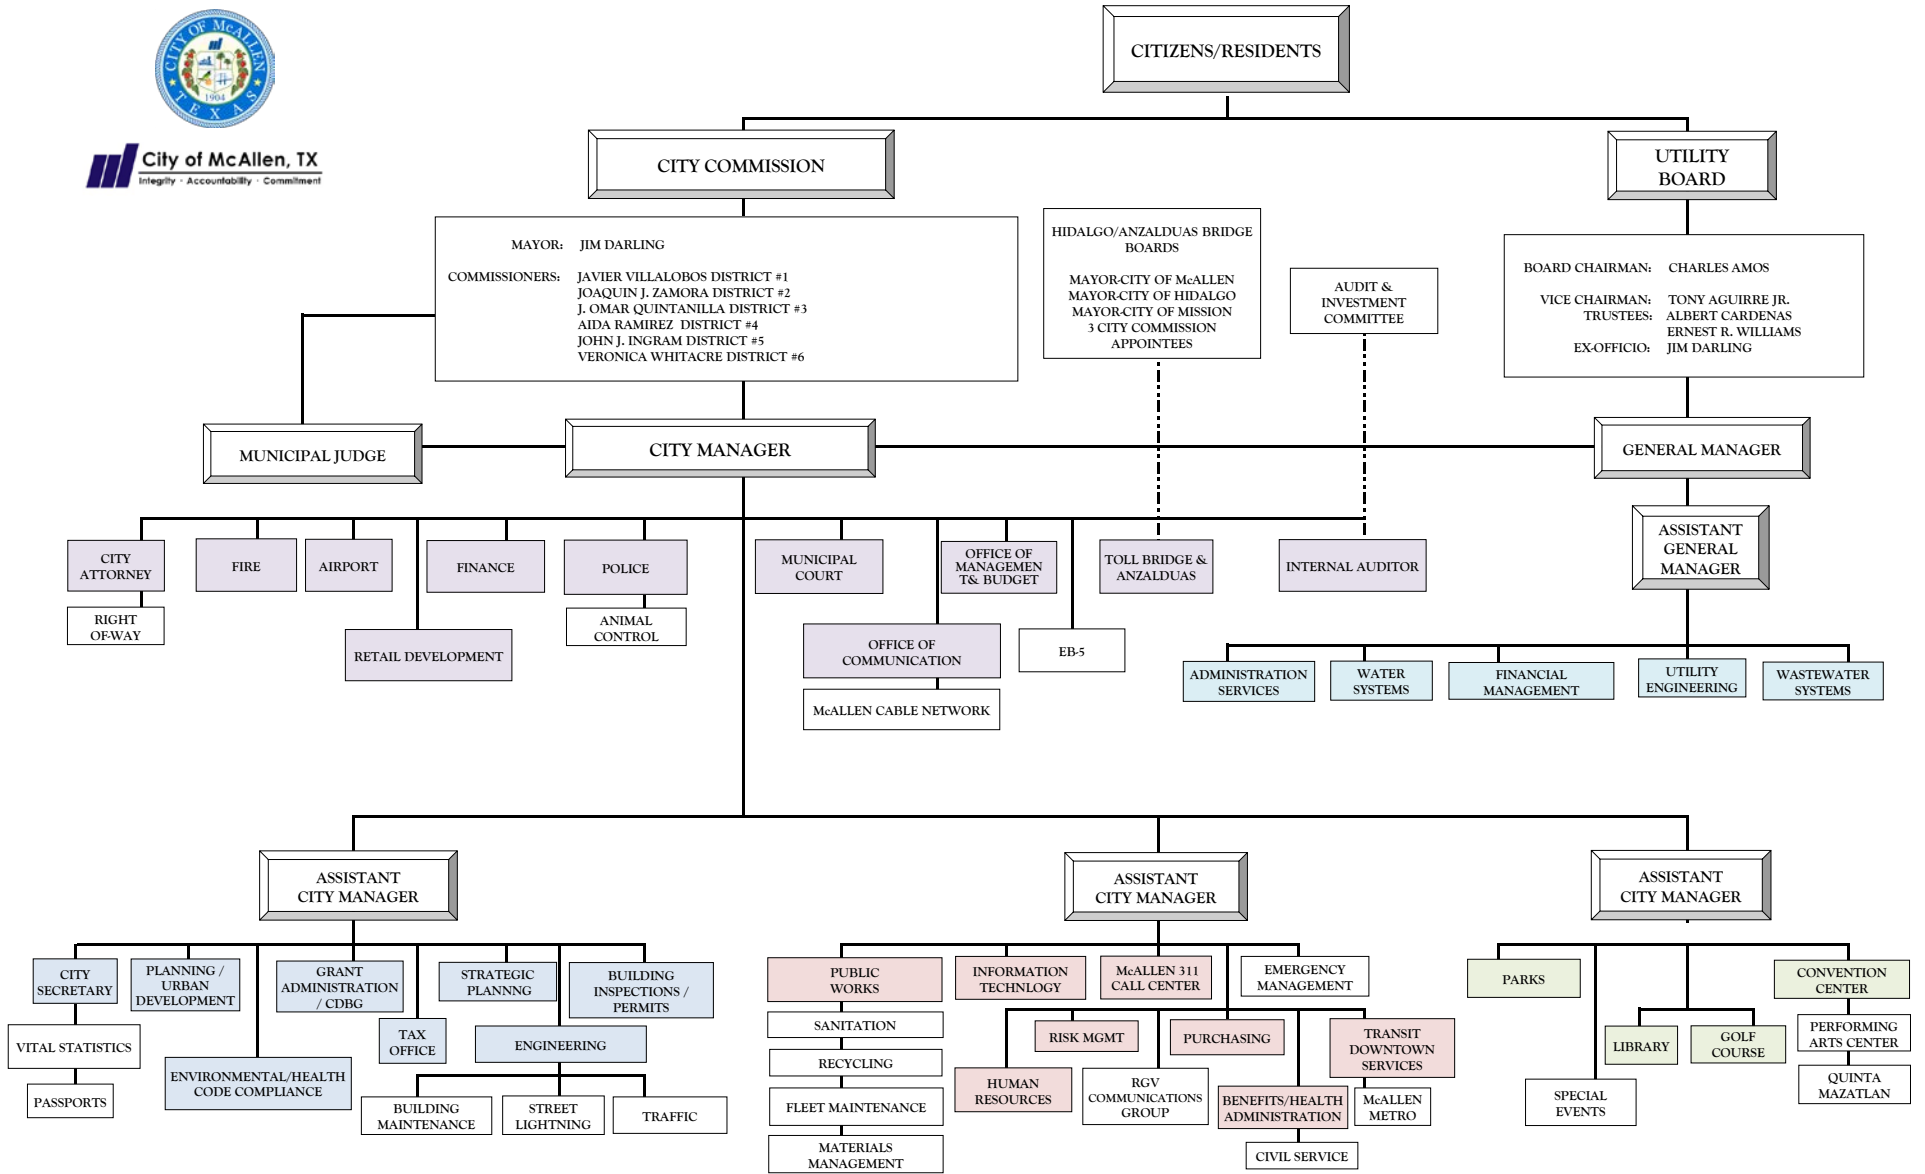 CITY OF McALLEN
1904
TEXAS
City of McAllen, TX
Integrity · Accountability · Commitment
CITIZENS/RESIDENTS
CITY COMMISSION
UTILITY
BOARD
MAYOR: JIM DARLING
COMMISSIONERS: JAVIER VILLALOBOS DISTRICT #1
JOAQUIN J. ZAMORA DISTRICT #2
J. OMAR QUINTANILLA DISTRICT #3
AIDA RAMIREZ DISTRICT #4
JOHN J. INGRAM DISTRICT #5
VERONICA WHITACRE DISTRICT #6
HIDALGO/ANZALDUAS BRIDGE
BOARDS
MAYOR-CITY OF McALLEN
MAYOR-CITY OF HIDALGO
MAYOR-CITY OF MISSION
3 CITY COMMISSION
APPOINTEES
AUDIT &
INVESTMENT
COMMITTEE
BOARD CHAIRMAN: CHARLES AMOS
VICE CHAIRMAN: TONY AGUIRRE JR.
TRUSTEES: ALBERT CARDENAS
ERNEST R. WILLIAMS
EX-OFFICIO: JIM DARLING
MUNICIPAL JUDGE
CITY MANAGER
GENERAL MANAGER
ASSISTANT
GENERAL
MANAGER
CITY
ATTORNEY
FIRE
AIRPORT
FINANCE
POLICE
MUNICIPAL
COURT
OFFICE OF
MANAGEMEN
T& BUDGET
TOLL BRIDGE &
ANZALDUAS
INTERNAL AUDITOR
RIGHT
OF-WAY
RETAIL DEVELOPMENT
ANIMAL
CONTROL
OFFICE OF
COMMUNICATION
EB-5
McALLEN CABLE NETWORK
ADMINISTRATION
SERVICES
WATER
SYSTEMS
FINANCIAL
MANAGEMENT
UTILITY
ENGINEERING
WASTEWATER
SYSTEMS
ASSISTANT
CITY MANAGER
ASSISTANT
CITY MANAGER
ASSISTANT
CITY MANAGER
CITY
SECRETARY
PLANNING /
URBAN
DEVELOPMENT
GRANT
ADMINISTRATION
/ CDBG
STRATEGIC
PLANNNG
BUILDING
INSPECTIONS /
PERMITS
VITAL STATISTICS
TAX
OFFICE
ENGINEERING
ENVIRONMENTAL/HEALTH
CODE COMPLIANCE
PASSPORTS
BUILDING
MAINTENANCE
STREET
LIGHTNING
TRAFFIC
PUBLIC
WORKS
INFORMATION
TECHNLOGY
McALLEN 311
CALL CENTER
EMERGENCY
MANAGEMENT
SANITATION
RECYCLING
FLEET MAINTENANCE
MATERIALS
MANAGEMENT
RISK MGMT
PURCHASING
TRANSIT
DOWNTOWN
SERVICES
HUMAN
RESOURCES
RGV
COMMUNICATIONS
GROUP
BENEFITS/HEALTH
ADMINISTRATION
McALLEN
METRO
CIVIL SERVICE
PARKS
CONVENTION
CENTER
LIBRARY
GOLF
COURSE
PERFORMING
ARTS CENTER
SPECIAL
EVENTS
QUINTA
MAZATLAN